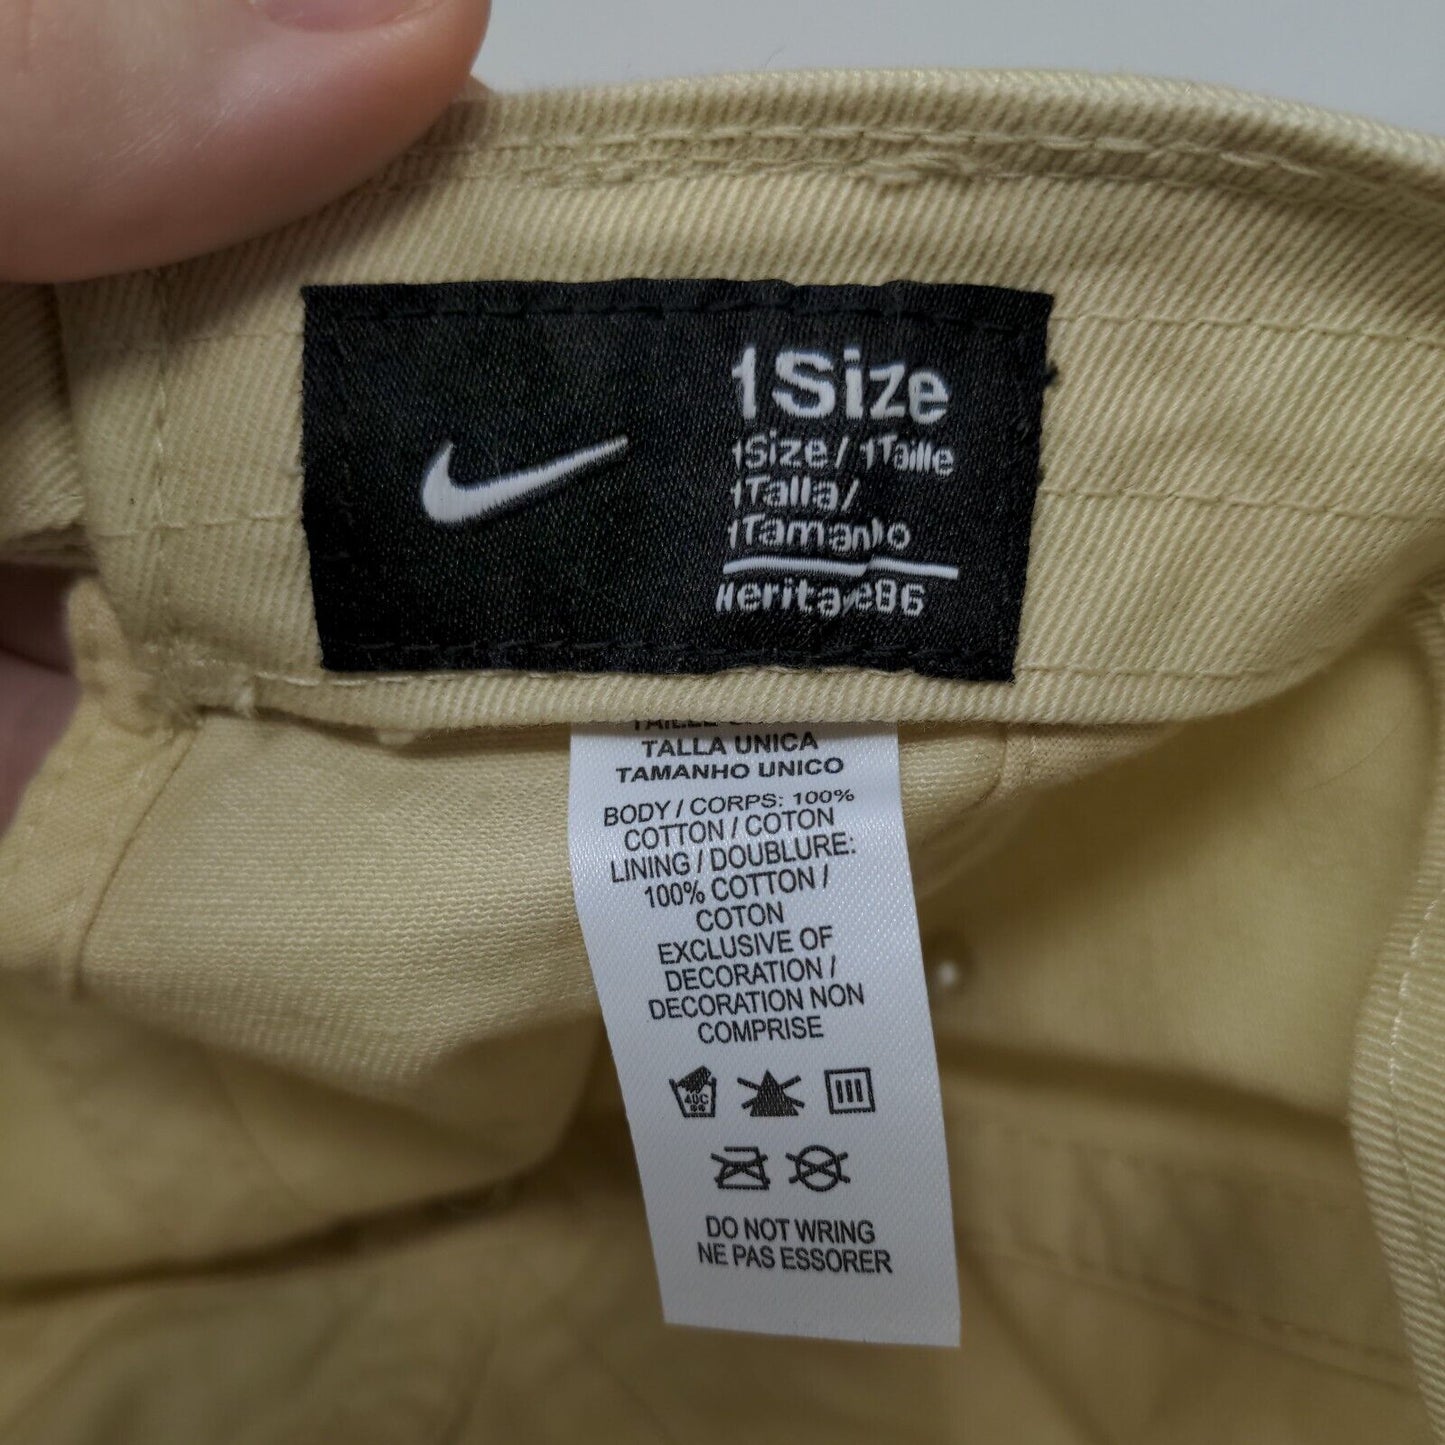 1Size
1Size / 1Taille
1Talla/
1Tamanho
Heritage86
TALLA UNICA
TAMANHO UNICO
BODY / CORPS: 100%
COTTON / COTON
LINING / DOUBLURE:
100% COTTON /
COTON
EXCLUSIVE OF
DECORATION /
DECORATION NON
COMPRISE
40C
DO NOT WRING
NE PAS ESSORER